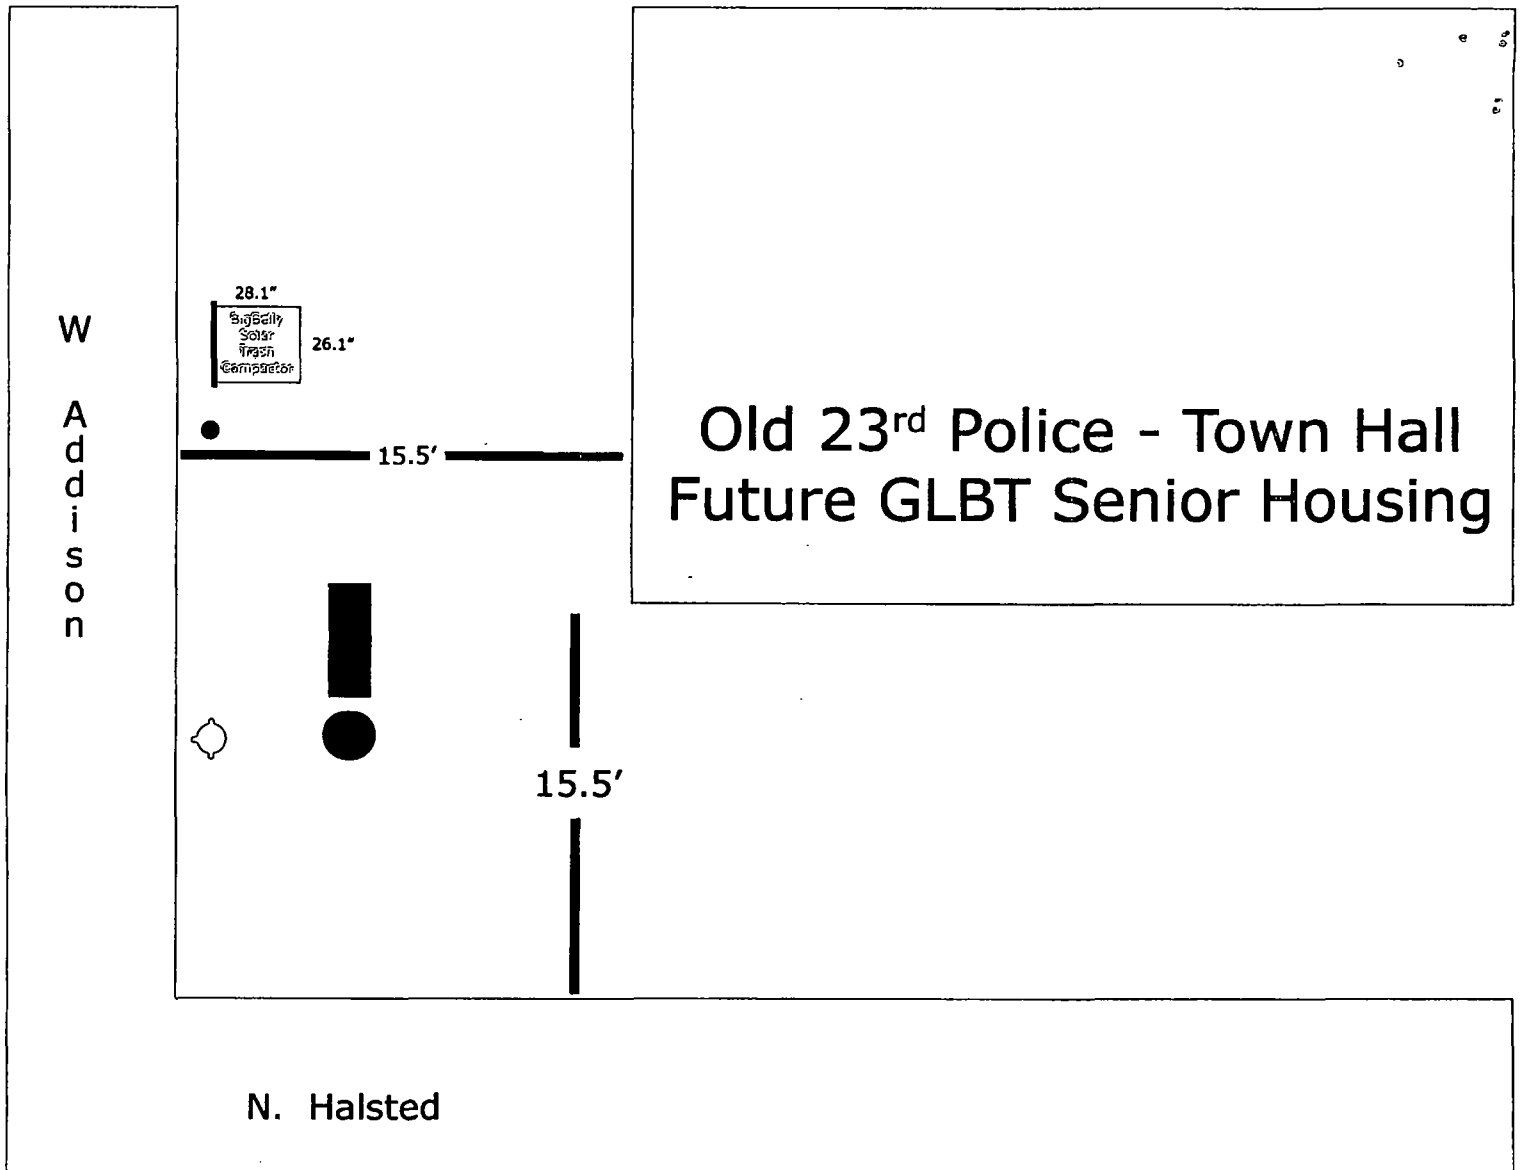 28.1"
BigBelly
Solar
Trash
Compactor
26.1"
W Addison
15.5'
Old 23rd Police - Town Hall
Future GLBT Senior Housing
15.5'
N. Halsted